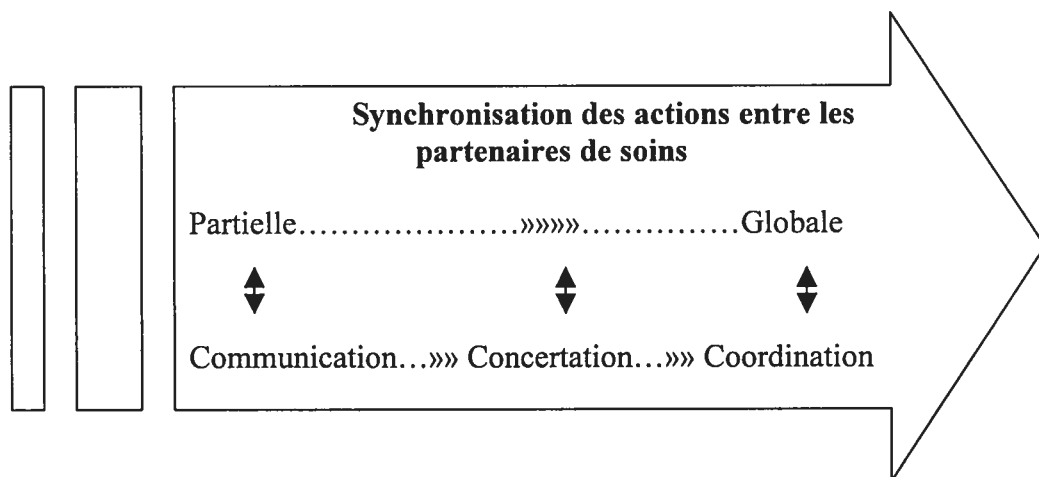 Synchronisation des actions entre les
partenaires de soins
Partielle.....................»»»»...............Globale
Communication...»» Concertation...»» Coordination